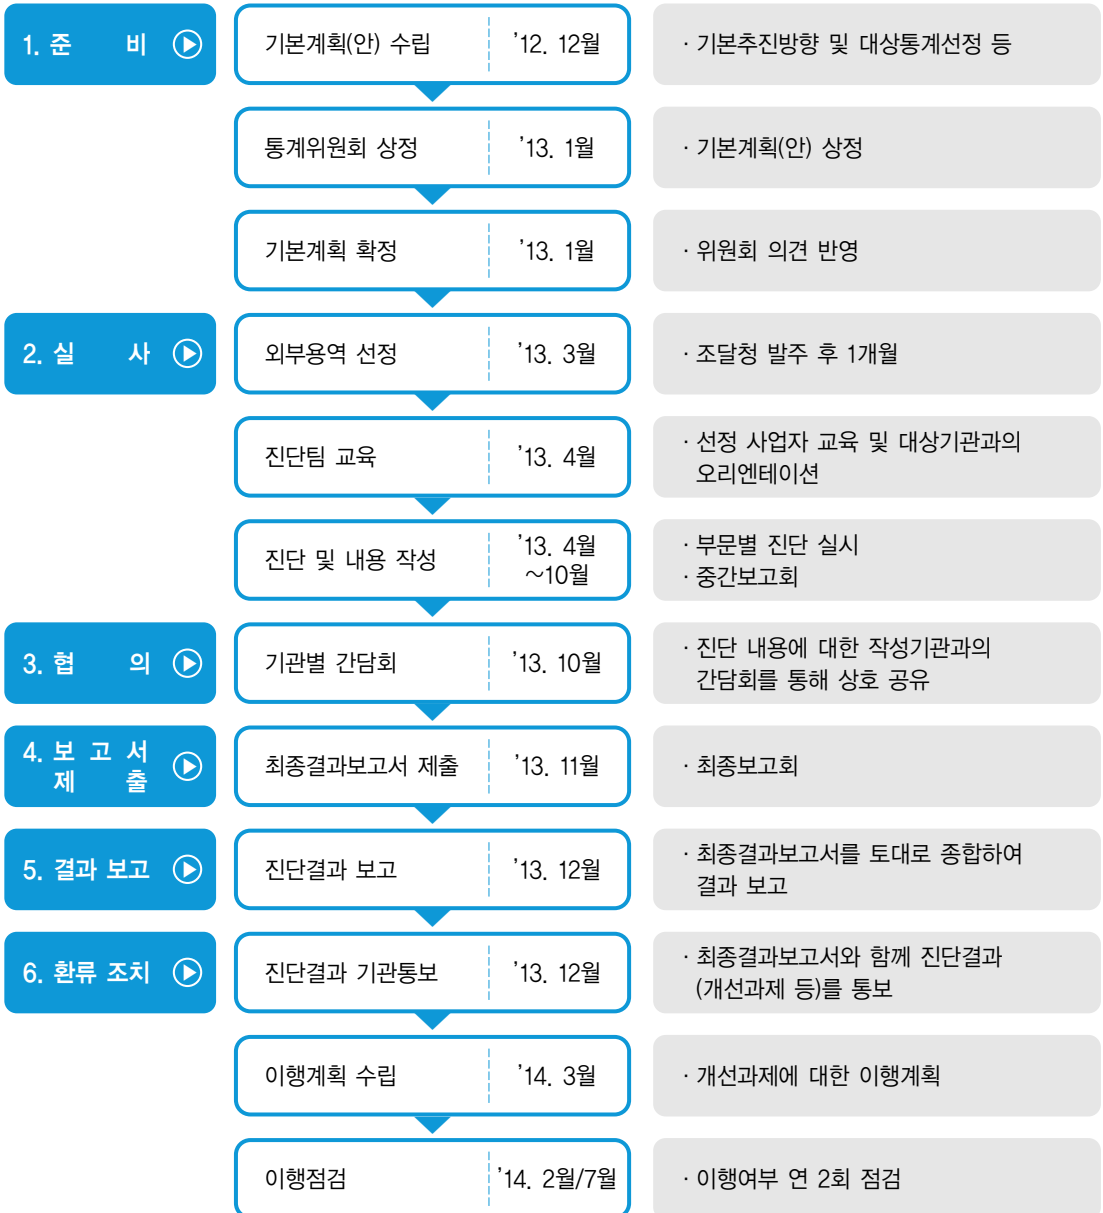 1. 준 비
기본계획(안) 수립
’12. 12월
· 기본추진방향 및 대상통계선정 등
통계위원회 상정
’13. 1월
· 기본계획(안) 상정
기본계획 확정
’13. 1월
· 위원회 의견 반영
2. 실 사
외부용역 선정
’13. 3월
· 조달청 발주 후 1개월
진단팀 교육
’13. 4월
· 선정 사업자 교육 및 대상기관과의
오리엔테이션
진단 및 내용 작성
’13. 4월
～10월
· 부문별 진단 실시
· 중간보고회
3. 협 의
기관별 간담회
’13. 10월
· 진단 내용에 대한 작성기관과의
간담회를 통해 상호 공유
4. 보 고 서
제 출
최종결과보고서 제출
’13. 11월
· 최종보고회
5. 결과 보고
진단결과 보고
’13. 12월
· 최종결과보고서를 토대로 종합하여
결과 보고
6. 환류 조치
진단결과 기관통보
’13. 12월
· 최종결과보고서와 함께 진단결과
(개선과제 등)를 통보
이행계획 수립
’14. 3월
· 개선과제에 대한 이행계획
이행점검
’14. 2월/7월
· 이행여부 연 2회 점검